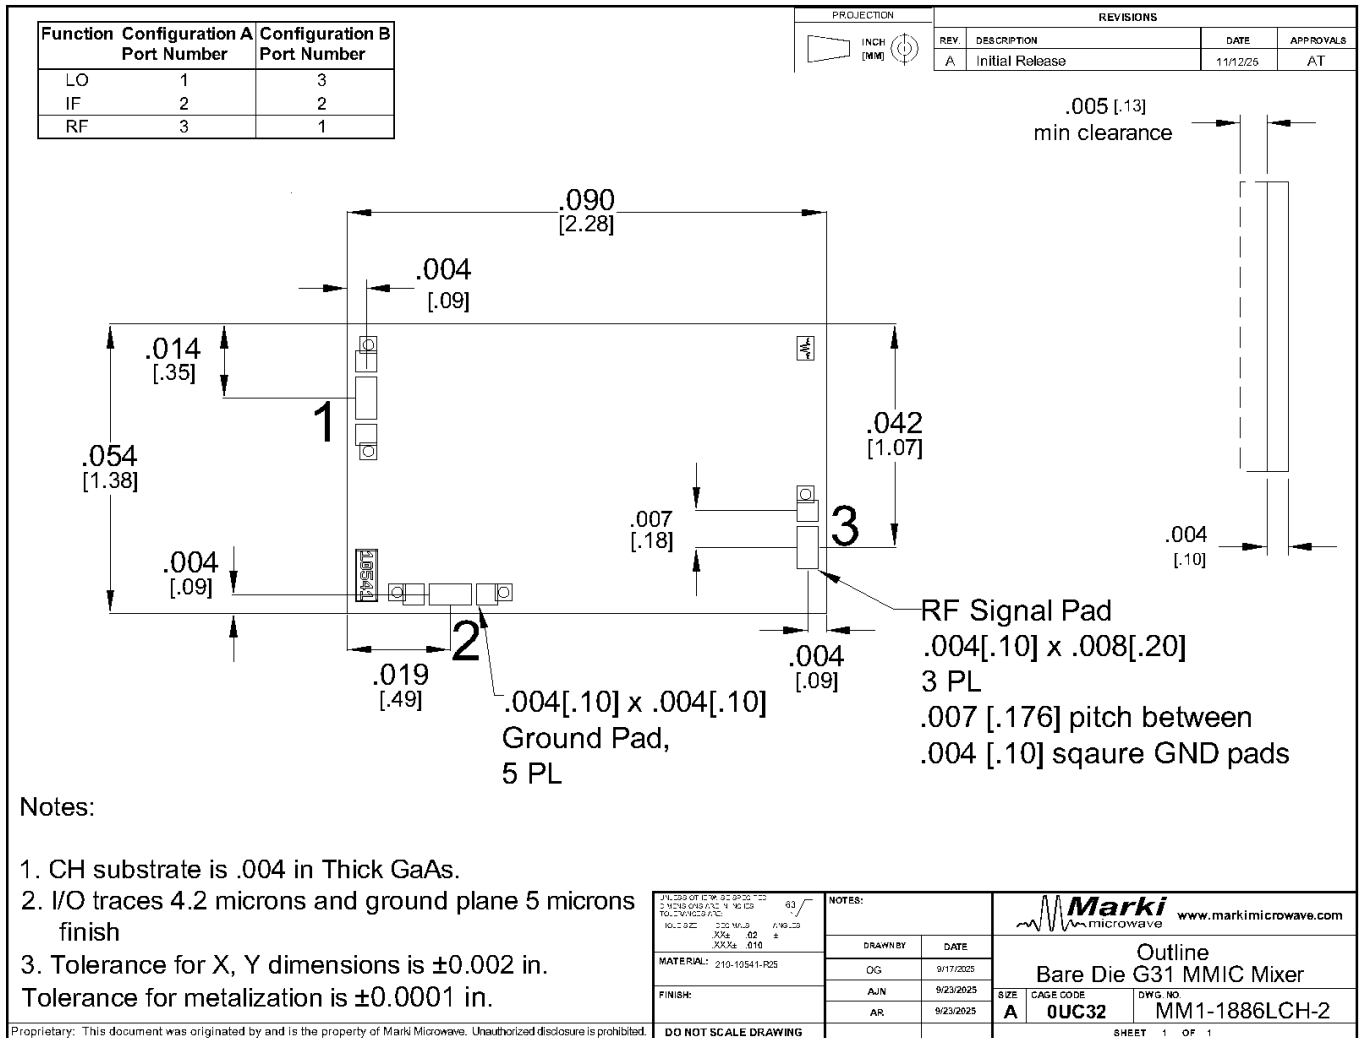 Function Configuration A Configuration B
Port Number Port Number
LO 1 3
IF 2 2
RF 3 1
PROJECTION
INCH
[MM]
REVISIONS
REV. DESCRIPTION DATE APPROVALS
A Initial Release 11/12/25 AT
.005 [.13]
min clearance
.090
[2.28]
.004
[.09]
.014
[.35]
1
.054
[1.38]
.042
[1.07]
.007
[.18]
3
.004
[.10]
.004
[.09]
10541
2
.019
[.49]
.004
[.09]
RF Signal Pad
.004[.10] x .008[.20]
3 PL
.007 [.176] pitch between
.004 [.10] sqaure GND pads
.004[.10] x .004[.10]
Ground Pad,
5 PL
Notes:
1. CH substrate is .004 in Thick GaAs.
2. I/O traces 4.2 microns and ground plane 5 microns
finish
3. Tolerance for X, Y dimensions is ±0.002 in.
Tolerance for metalization is ±0.0001 in.
Proprietary: This document was originated by and is the property of Marki Microwave. Unauthorized disclosure is prohibited.
63
.XX± .02 ±
.XXX± .010
MATERIAL: 210-10541-R25
FINISH:
DO NOT SCALE DRAWING
NOTES:
DRAWN BY DATE
OG 9/17/2025
AJN 9/23/2025
AR 9/23/2025
Marki
microwave
www.markimicrowave.com
Outline
Bare Die G31 MMIC Mixer
SIZE CAGE CODE DWG. NO.
A 0UC32 MM1-1886LCH-2
SHEET 1 OF 1